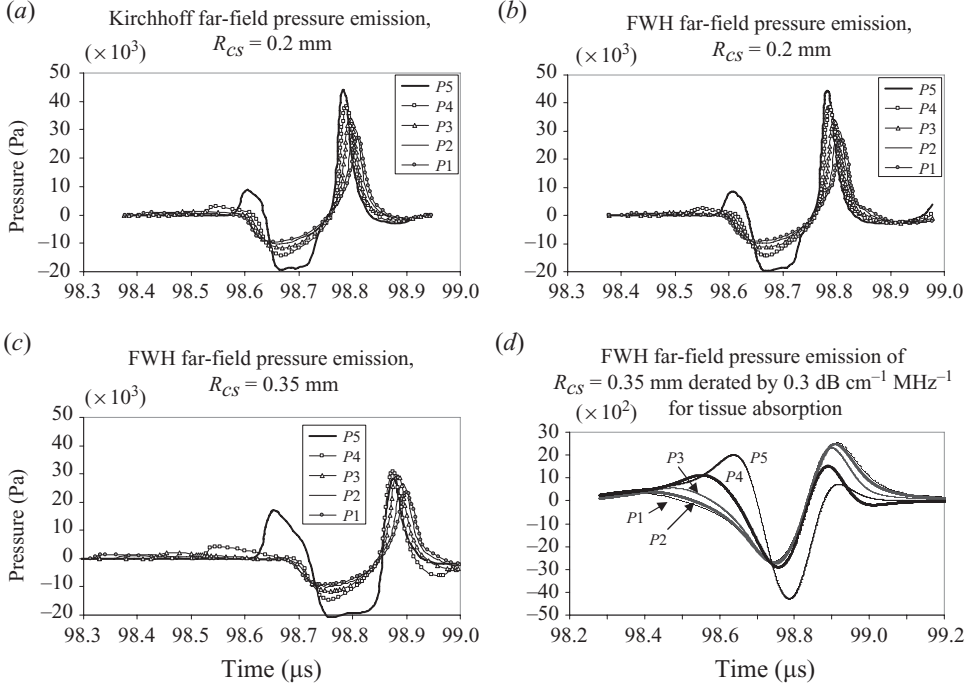 (a)
Kirchhoff far-field pressure emission,
R_CS = 0.2 mm
(× 10³)
50
40
30
20
10
0
−10
−20
Pressure (Pa)
P5
P4
P3
P2
P1
98.3 98.4 98.5 98.6 98.7 98.8 98.9 99.0
(b)
FWH far-field pressure emission,
R_CS = 0.2 mm
(× 10³)
50
40
30
20
10
0
−10
−20
P5
P4
P3
P2
P1
98.3 98.4 98.5 98.6 98.7 98.8 98.9 99.0
(c)
FWH far-field pressure emission,
R_CS = 0.35 mm
(× 10³)
50
40
30
20
10
0
−10
−20
Pressure (Pa)
P5
P4
P3
P2
P1
98.3 98.4 98.5 98.6 98.7 98.8 98.9 99.0
Time (μs)
(d)
FWH far-field pressure emission of
R_CS = 0.35 mm derated by 0.3 dB cm⁻¹ MHz⁻¹
for tissue absorption
(× 10²)
30
20
10
0
−10
−20
−30
−40
−50
P3
P5
P4
P1
P2
98.2 98.4 98.6 98.8 99.0 99.2
Time (μs)